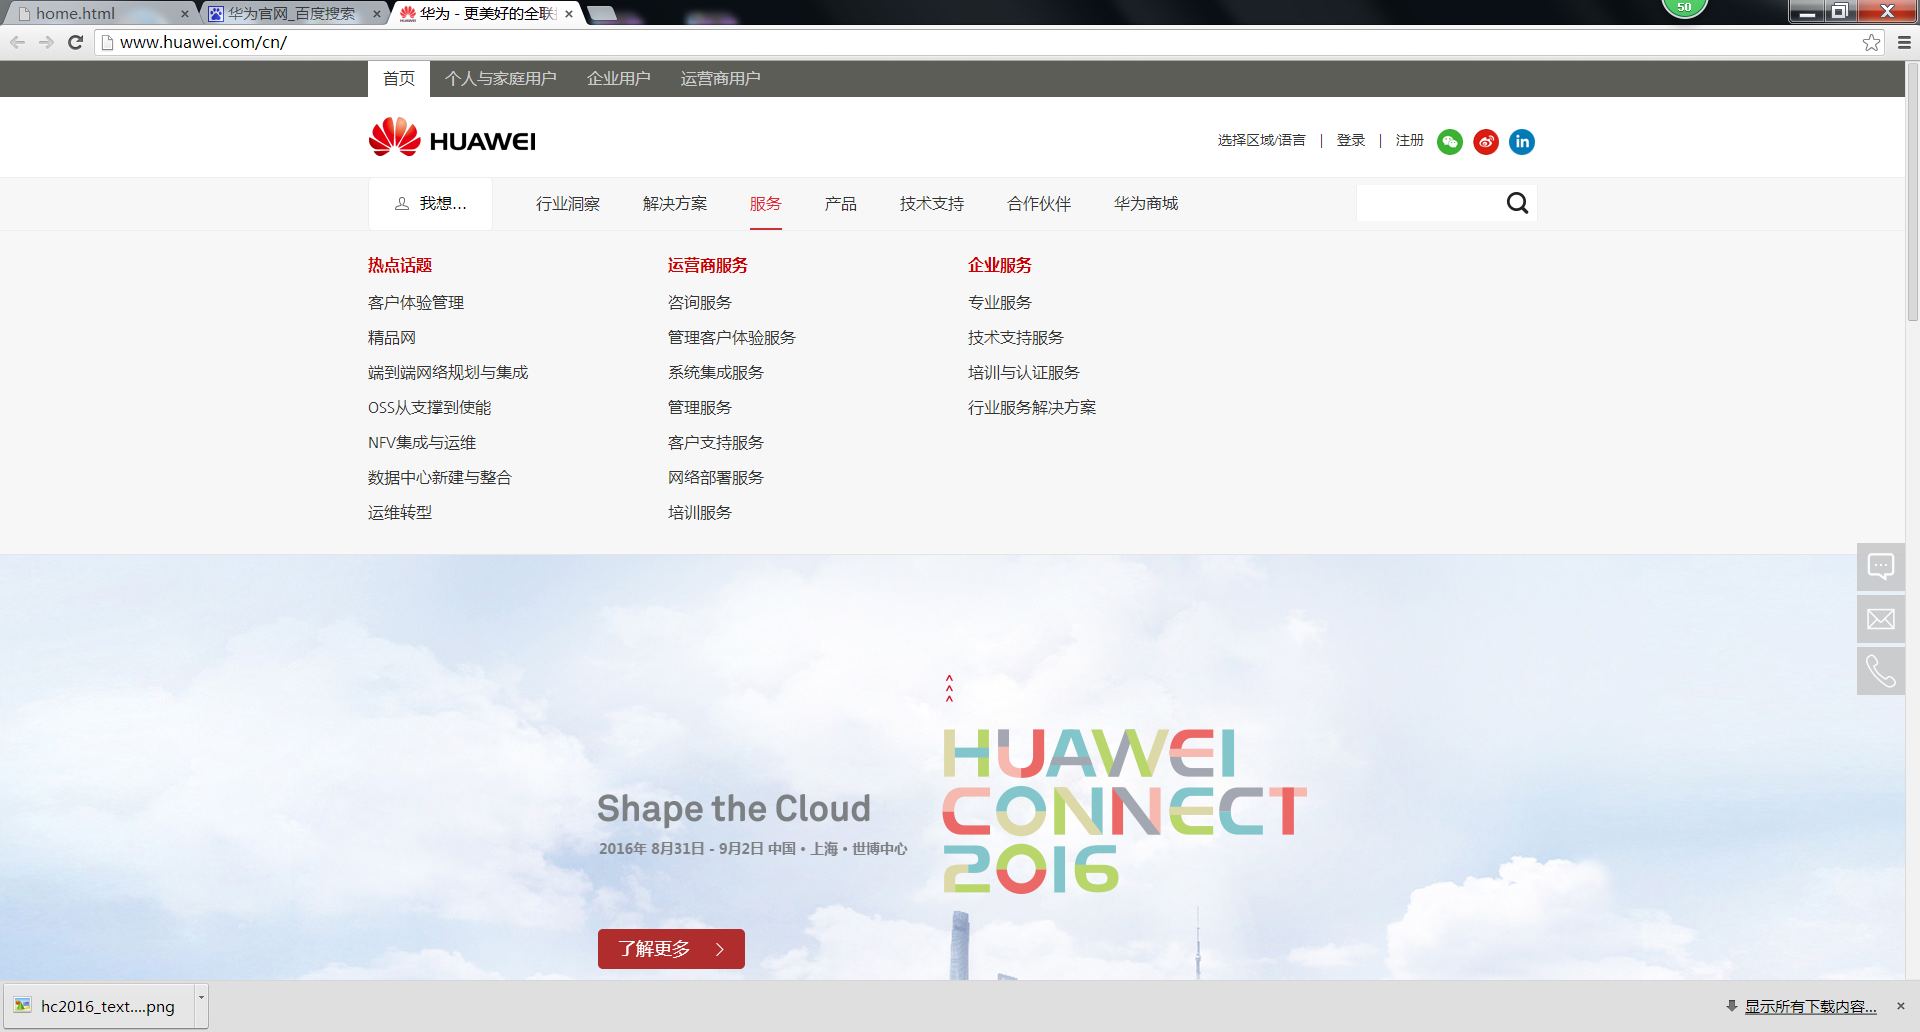 home.html
华为官网_百度搜索
华为 - 更美好的全联
50
www.huawei.com/cn/
首页 个人与家庭用户 企业用户 运营商用户
HUAWEI
选择区域/语言 | 登录 | 注册
in
我想... 行业洞察 解决方案 服务 产品 技术支持 合作伙伴 华为商城
热点话题
客户体验管理
精品网
端到端网络规划与集成
OSS从支撑到使能
NFV集成与运维
数据中心新建与整合
运维转型
运营商服务
咨询服务
管理客户体验服务
系统集成服务
管理服务
客户支持服务
网络部署服务
培训服务
企业服务
专业服务
技术支持服务
培训与认证服务
行业服务解决方案
Shape the Cloud
2016年 8月31日 - 9月2日 中国·上海·世博中心
HUAWEI
CONNECT
2016
了解更多
hc2016_text....png
显示所有下载内容...